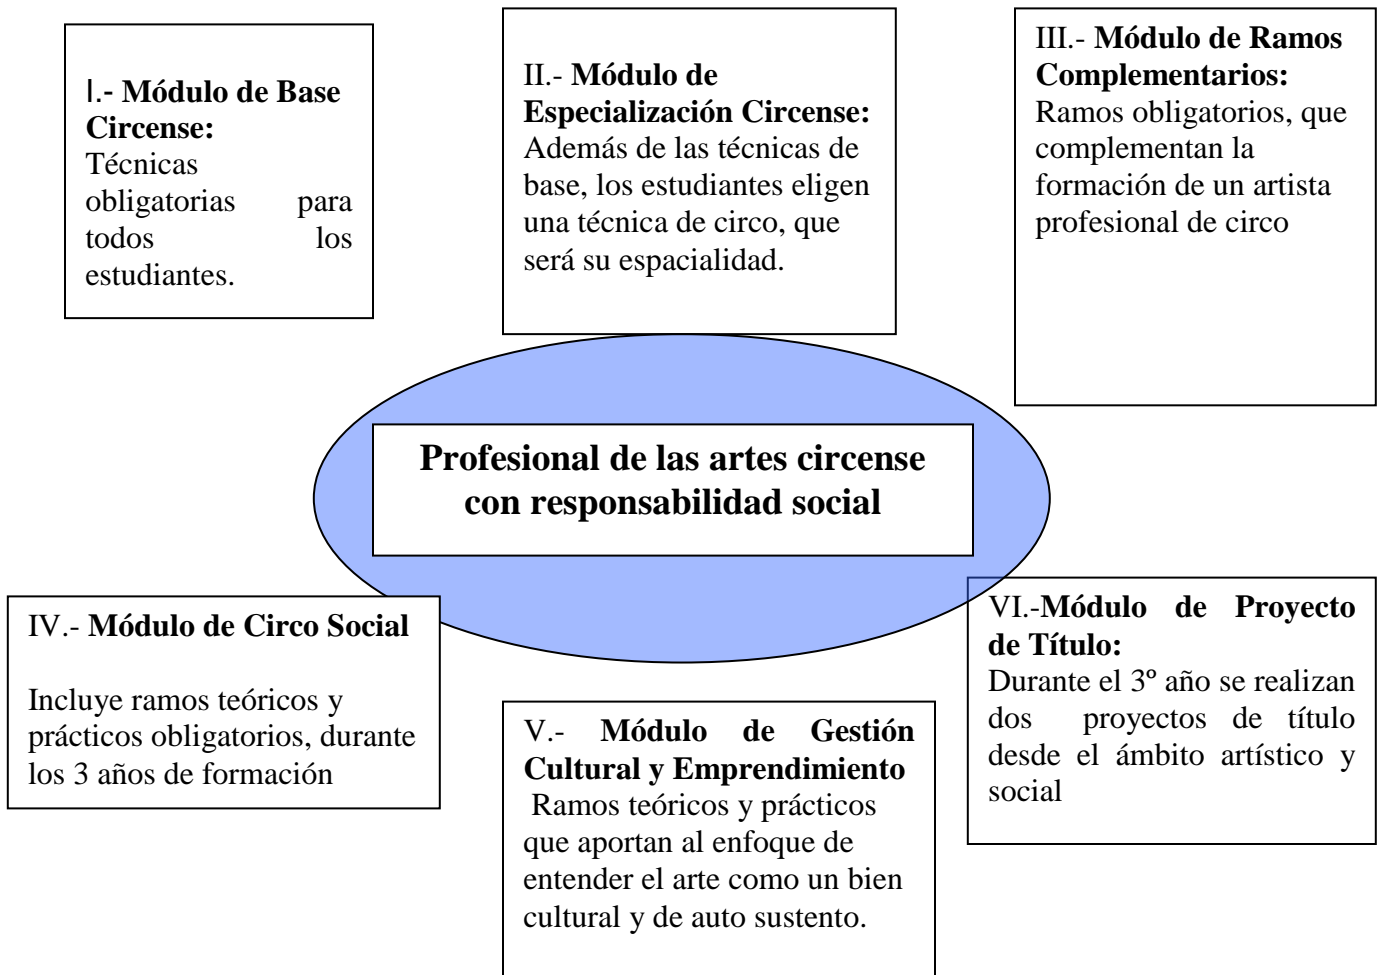 I.- Módulo de Base
Circense:
Técnicas
obligatorias para
todos los
estudiantes.
II.- Módulo de
Especialización Circense:
Además de las técnicas de
base, los estudiantes eligen
una técnica de circo, que
será su espacialidad.
III.- Módulo de Ramos
Complementarios:
Ramos obligatorios, que
complementan la
formación de un artista
profesional de circo
Profesional de las artes circense
con responsabilidad social
IV.- Módulo de Circo Social
Incluye ramos teóricos y
prácticos obligatorios, durante
los 3 años de formación
V.- Módulo de Gestión
Cultural y Emprendimiento
Ramos teóricos y prácticos
que aportan al enfoque de
entender el arte como un bien
cultural y de auto sustento.
VI.-Módulo de Proyecto
de Título:
Durante el 3º año se realizan
dos proyectos de título
desde el ámbito artístico y
social